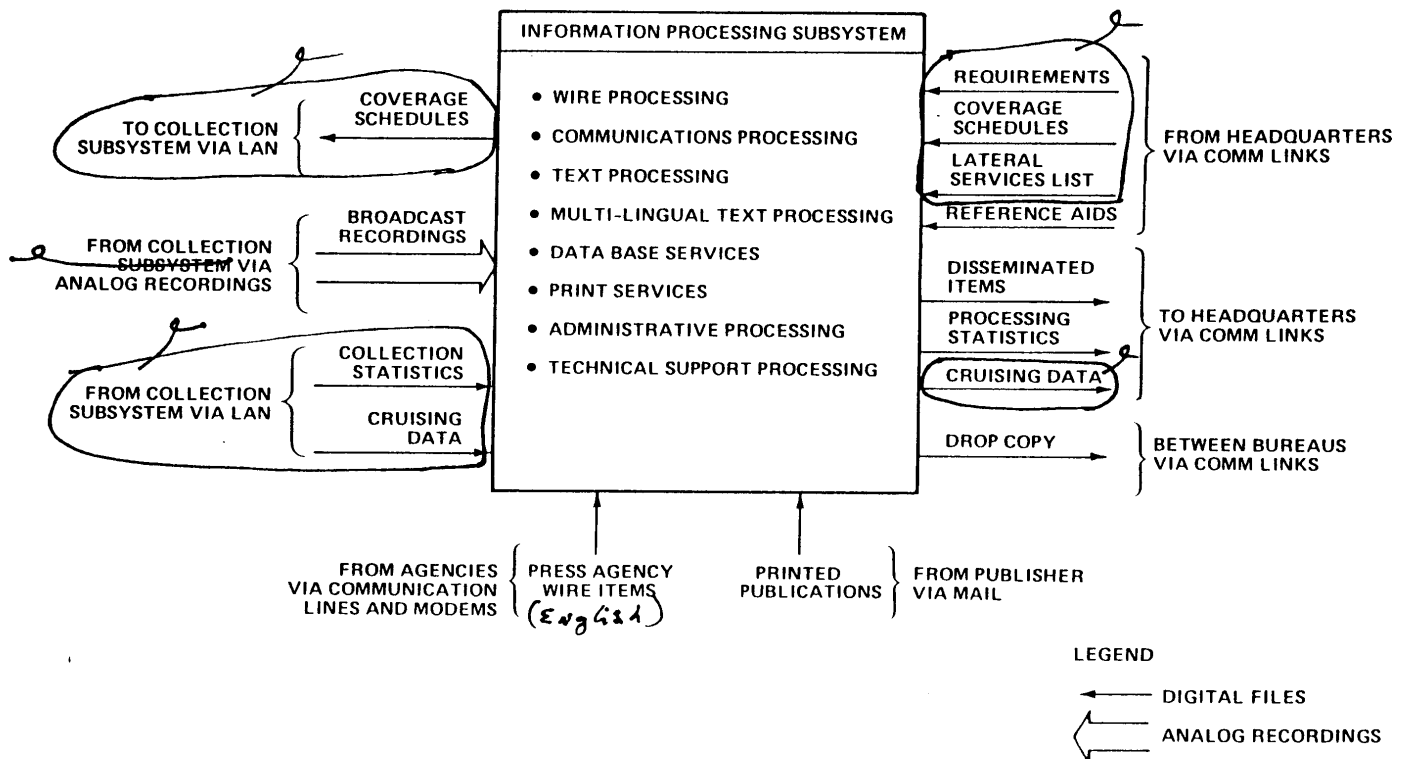 INFORMATION PROCESSING SUBSYSTEM
• WIRE PROCESSING
• COMMUNICATIONS PROCESSING
• TEXT PROCESSING
• MULTI-LINGUAL TEXT PROCESSING
• DATA BASE SERVICES
• PRINT SERVICES
• ADMINISTRATIVE PROCESSING
• TECHNICAL SUPPORT PROCESSING
TO COLLECTION
SUBSYSTEM VIA LAN
COVERAGE
SCHEDULES
FROM COLLECTION
SUBSYSTEM VIA
ANALOG RECORDINGS
BROADCAST
RECORDINGS
FROM COLLECTION
SUBSYSTEM VIA LAN
COLLECTION
STATISTICS
CRUISING
DATA
REQUIREMENTS
COVERAGE
SCHEDULES
LATERAL
SERVICES LIST
REFERENCE AIDS
FROM HEADQUARTERS
VIA COMM LINKS
DISSEMINATED
ITEMS
PROCESSING
STATISTICS
CRUISING DATA
TO HEADQUARTERS
VIA COMM LINKS
DROP COPY
BETWEEN BUREAUS
VIA COMM LINKS
FROM AGENCIES
VIA COMMUNICATION
LINES AND MODEMS
PRESS AGENCY
WIRE ITEMS
(English)
PRINTED
PUBLICATIONS
FROM PUBLISHER
VIA MAIL
LEGEND
DIGITAL FILES
ANALOG RECORDINGS